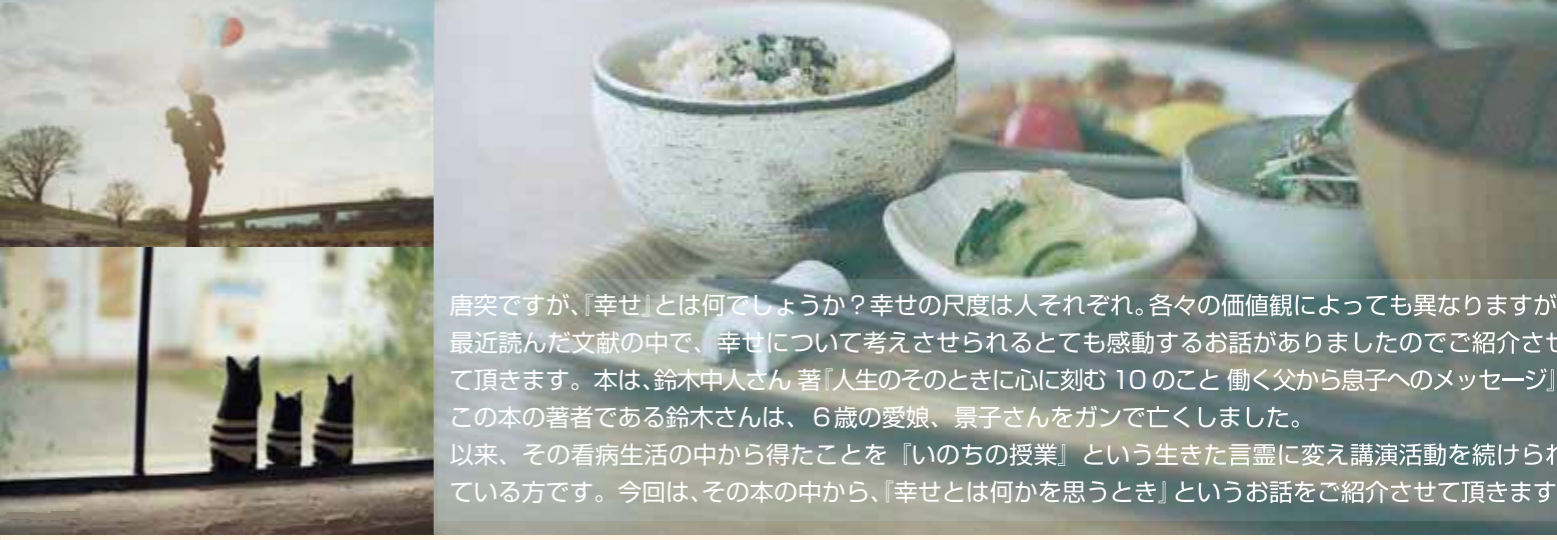 唐突ですが、『幸せ』とは何でしょうか？幸せの尺度は人それぞれ。各々の価値観によっても異なりますが
最近読んだ文献の中で、幸せについて考えさせられるとても感動するお話がありましたのでご紹介させ
て頂きます。本は、鈴木中人さん 著『人生のそのときに心に刻む 10 のこと 働く父から息子へのメッセージ』
この本の著者である鈴木さんは、６歳の愛娘、景子さんをガンで亡くしました。
以来、その看病生活の中から得たことを『いのちの授業』という生きた言霊に変え講演活動を続けられ
ている方です。今回は、その本の中から、『幸せとは何かを思うとき』というお話をご紹介させて頂きます